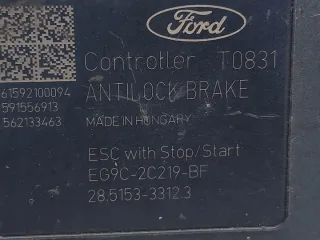 Ford
Controller T0831
61592100094
ANTILOCK BRAKE
591556913
562133463
MADE IN HUNGARY
ESC with Stop/Start
EG9C-2C219-BF
28.5153-3312.3